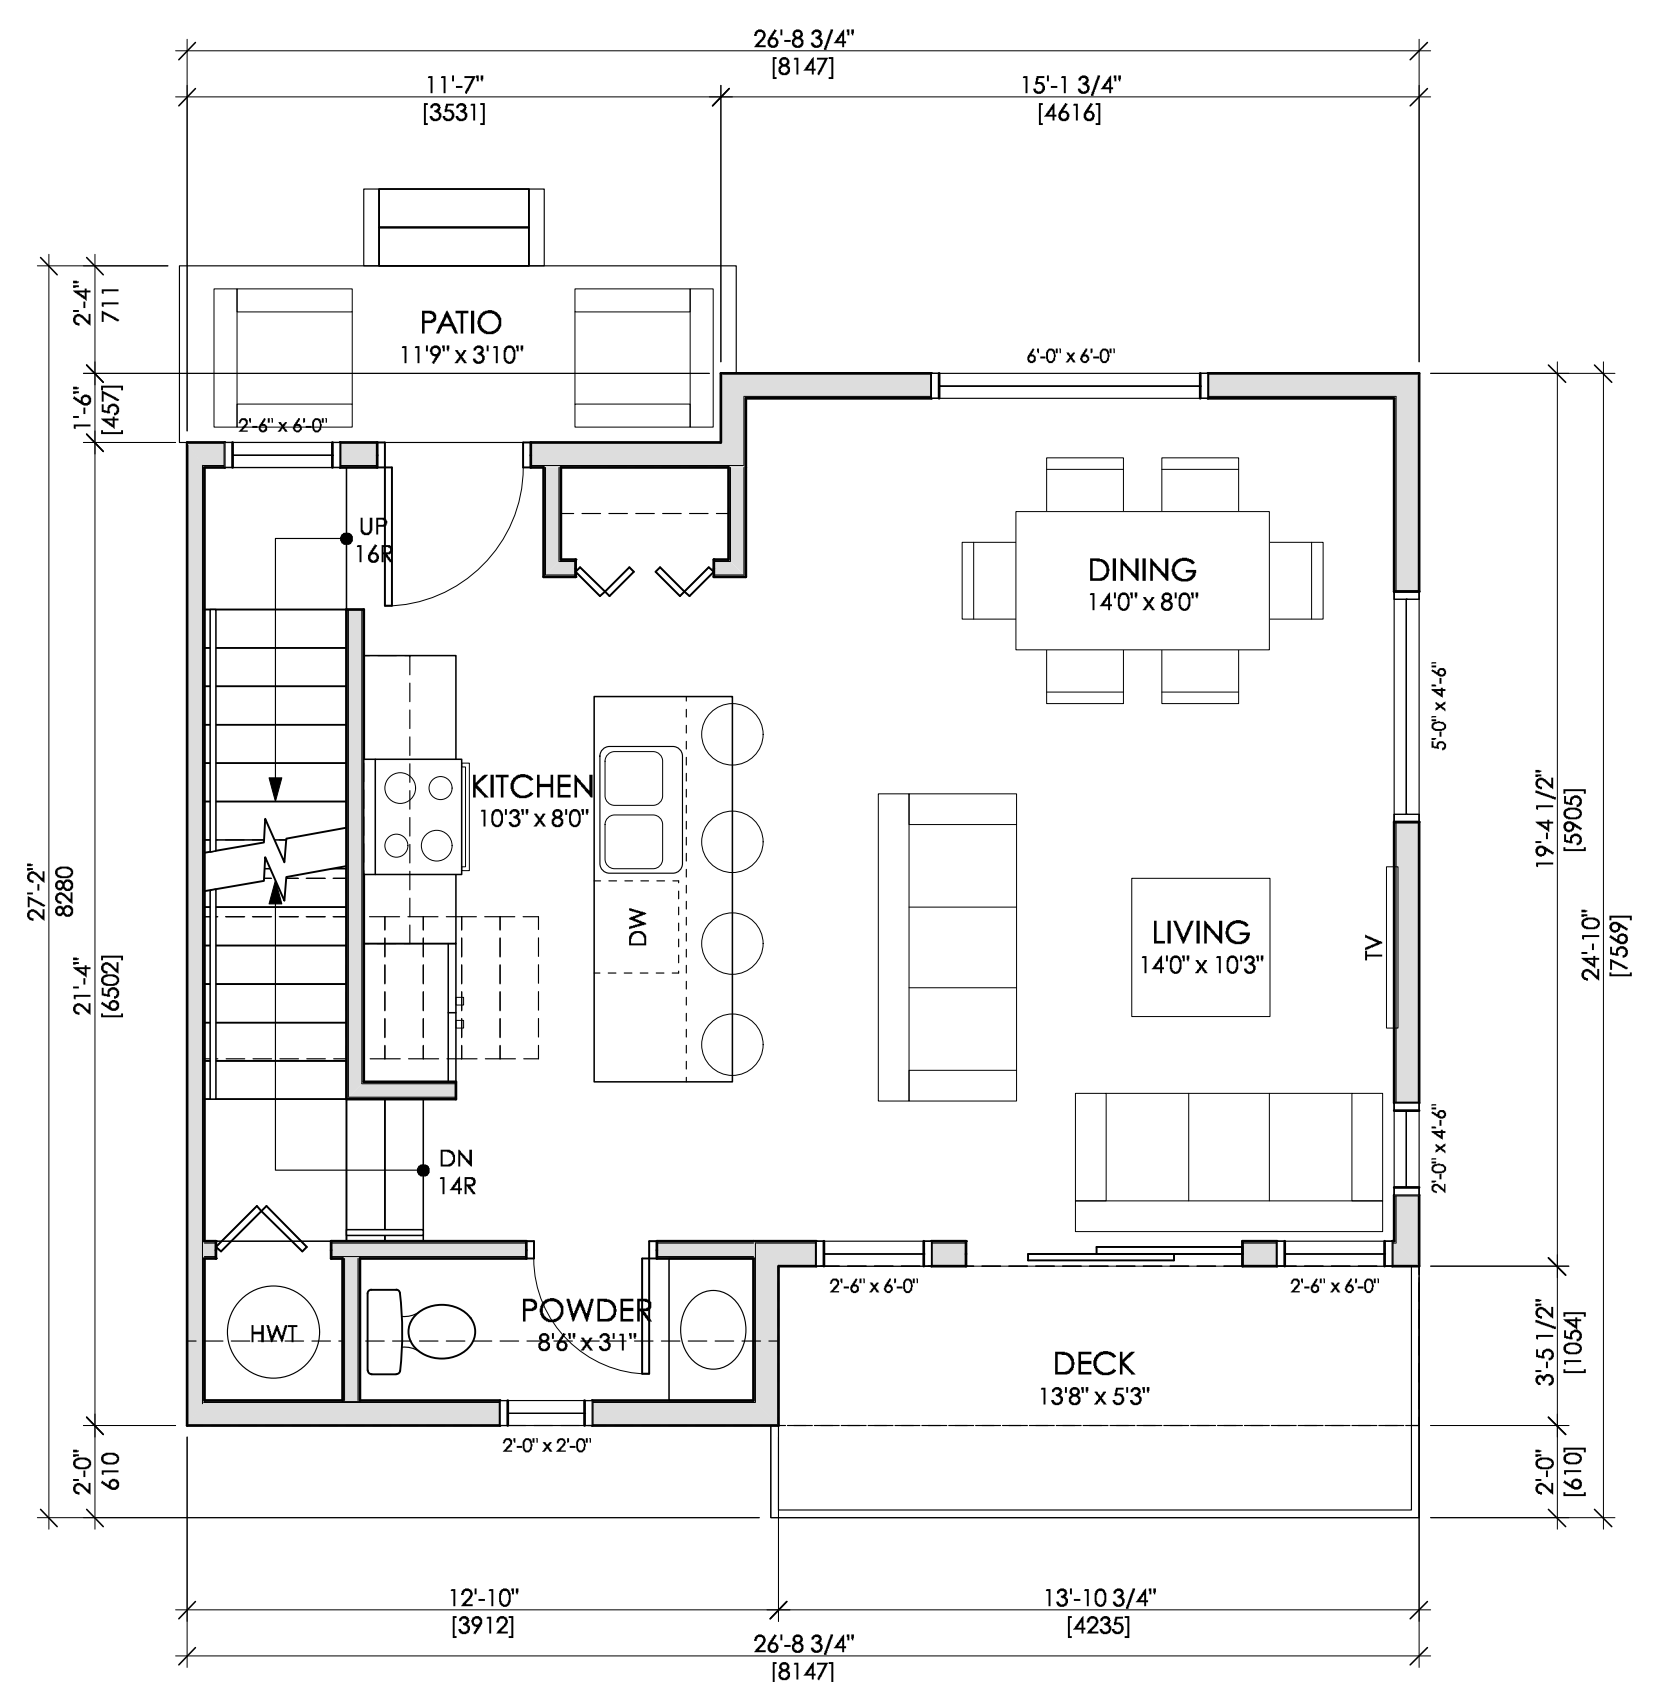 26'-8 3/4"
[8147]
11'-7"
[3531]
15'-1 3/4"
[4616]
2'-4"
711
1'-6"
[457]
PATIO
11'9" x 3'10"
2'-6" x 6'-0"
6'-0" x 6'-0"
UP
16R
DINING
14'0" x 8'0"
5'-0" x 4'-6"
KITCHEN
10'3" x 8'0"
DW
27'-2"
8280
21'-4"
[6502]
19'-4 1/2"
[5905]
24'-10"
[7569]
LIVING
14'0" x 10'3"
TV
2'-0" x 4'-6"
DN
14R
2'-6" x 6'-0"
2'-6" x 6'-0"
HWT
POWDER
8'6" x 3'1"
DECK
13'8" x 5'3"
3'-5 1/2"
[1054]
2'-0" x 2'-0"
2'-0"
610
2'-0"
[610]
12'-10"
[3912]
13'-10 3/4"
[4235]
26'-8 3/4"
[8147]